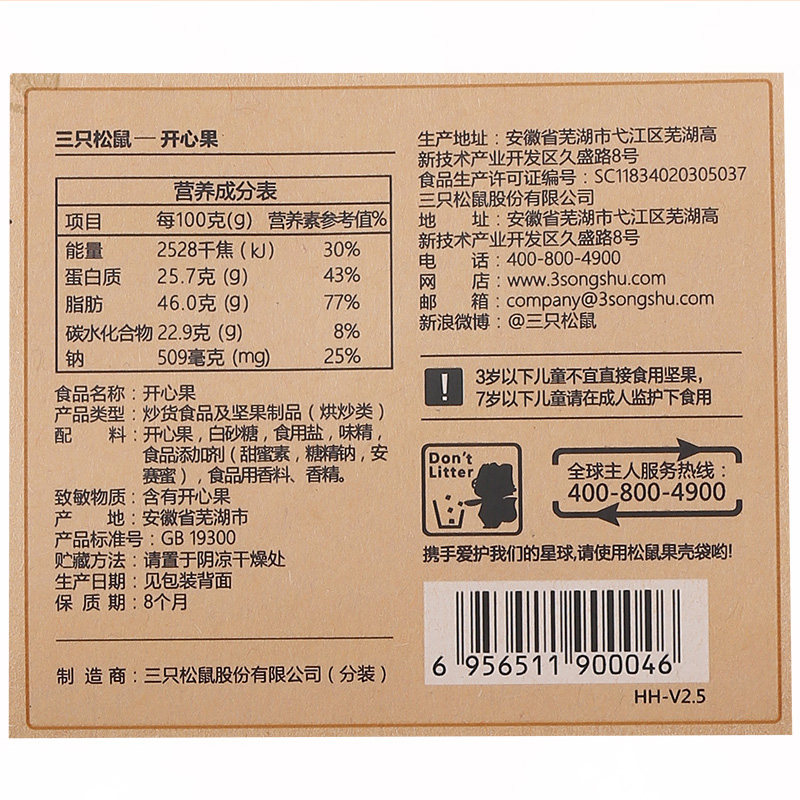 三只松鼠—开心果
营养成分表
项目 每100克(g) 营养素参考值%
能量 2528千焦(kJ) 30%
蛋白质 25.7克 (g) 43%
脂肪 46.0克 (g) 77%
碳水化合物 22.9克 (g) 8%
钠 509毫克 (mg) 25%
食品名称：开心果
产品类型：炒货食品及坚果制品（烘炒类）
配 料：开心果，白砂糖，食用盐，味精，
食品添加剂（甜蜜素，糖精钠，安
赛蜜），食品用香料、香精。
致敏物质：含有开心果
产 地：安徽省芜湖市
产品标准号：GB 19300
贮藏方法：请置于阴凉干燥处
生产日期：见包装背面
保 质 期：8个月
制 造 商：三只松鼠股份有限公司（分装）
生产地址：安徽省芜湖市弋江区芜湖高
新技术产业开发区久盛路8号
食品生产许可证编号：SC11834020305037
三只松鼠股份有限公司
地 址：安徽省芜湖市弋江区芜湖高
新技术产业开发区久盛路8号
电 话：400-800-4900
网 店：www.3songshu.com
邮 箱：company@3songshu.com
新浪微博：@三只松鼠
3岁以下儿童不宜直接食用坚果，
7岁以下儿童请在成人监护下食用
Don't
Litter
全球主人服务热线：
400-800-4900
携手爱护我们的星球,请使用松鼠果壳袋哟!
6 956511 900046
HH-V2.5